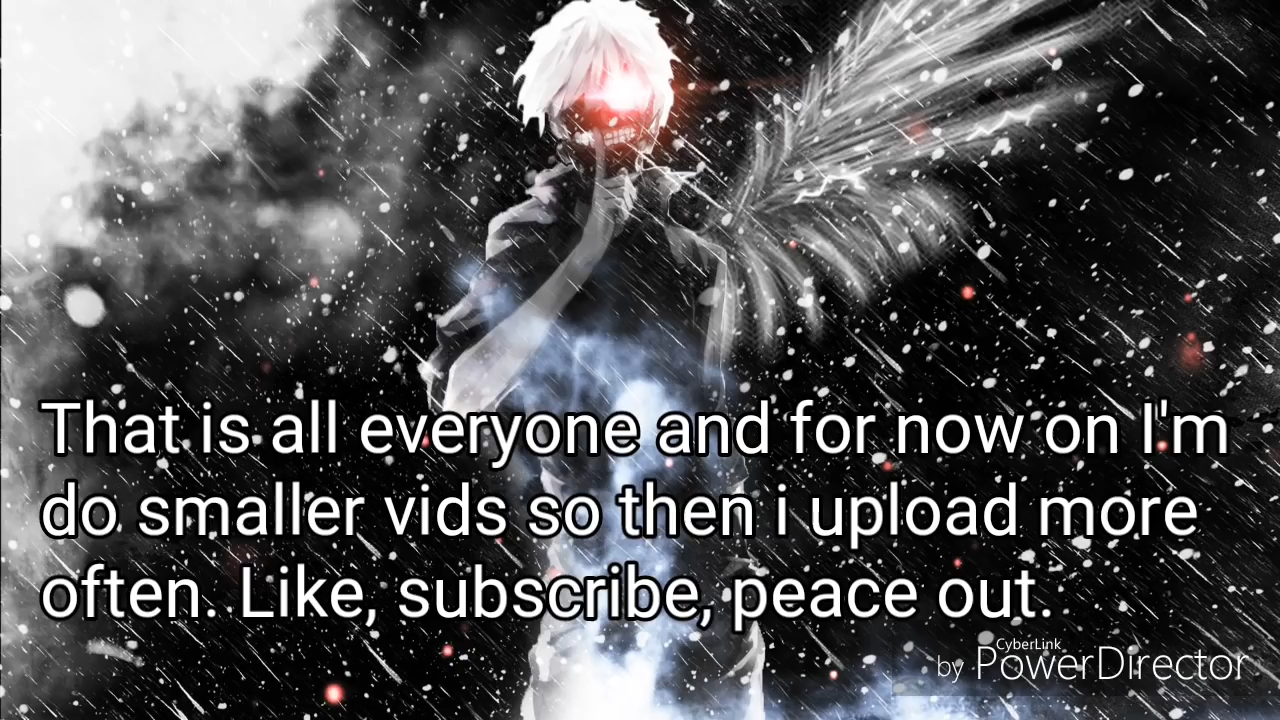 That is all everyone and for now on I'm
do smaller vids so then i upload more
often. Like, subscribe, peace out.
CyberLink
by PowerDirector